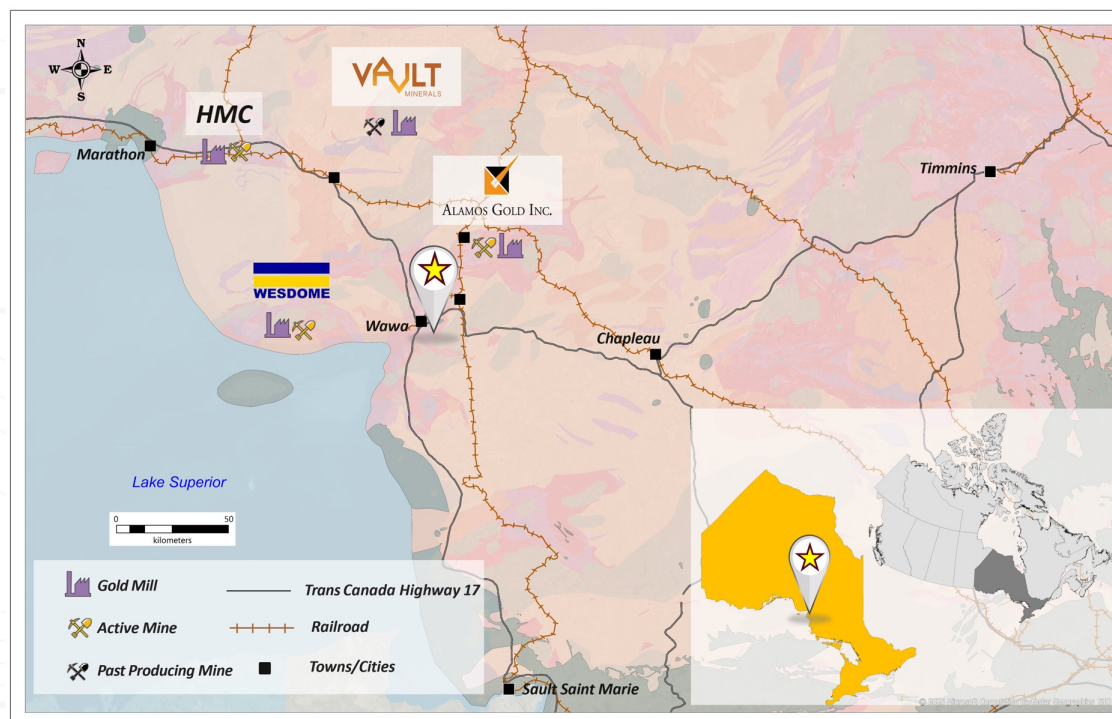 N
W E
S
VAULT
MINERALS
HMC
Marathon
Timmins
ALAMOS GOLD INC.
WESDOME
Wawa
Chapleau
Lake Superior
0 50
kilometers
Gold Mill
Trans Canada Highway 17
Active Mine
Railroad
Past Producing Mine
Towns/Cities
Sault Saint Marie